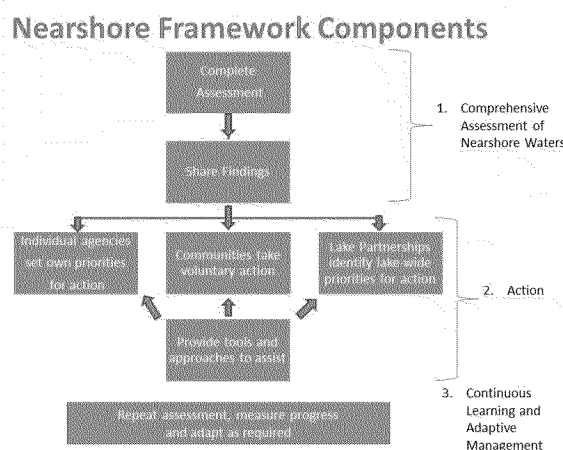 Nearshore Framework Components
Complete
Assessment
Share Findings
1. Comprehensive
Assessment of
Nearshore Waters
Individual agencies
set own priorities
for action
Communities take
voluntary action
Lake Partnerships
identify lake-wide
priorities for action
Provide tools and
approaches to assist
2. Action
Repeat assessment, measure progress
and adapt as required
3. Continuous
Learning and
Adaptive
Management